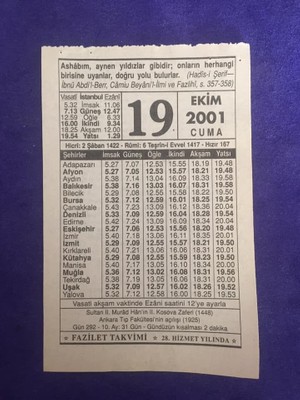 Ashâbım, aynen yıldızlar gibidir; onların herhangi
birisine uyanlar, doğru yolu bulurlar. (Hadîs-i Şerîf—
İbnü Abdi'l-Berr, Câmiu Beyâni'l-İlmi ve Fazlihî, s. 357-358)
Vasati İstanbul Ezânî
5.32 İmsak 11.06
7.13 Güneş 12.47
12.59 Öğle 6.33
16.00 İkindi 9.34
18.25 Akşam 12.00
19.54 Yatsı 1.29
19
EKİM
2001
CUMA
Hicrî: 2 Şâban 1422 - Rûmî: 6 Teşrîn-i Evvel 1417 - Hızır 167
Şehirler İmsak Güneş Öğle İkindi Akşam Yatsı
Adapazarı 5.27 7.07 12.53 15.55 18.19 19.48
Afyon 5.27 7.05 12.53 15.57 18.21 19.48
Aydın 5.38 7.14 13.04 16.09 18.33 19.58
Balıkesir 5.38 7.16 13.03 16.07 18.31 19.58
Bilecik 5.29 7.08 12.55 15.58 18.22 19.50
Bursa 5.32 7.12 12.59 16.01 18.25 19.54
Çanakkale 5.43 7.23 13.09 16.12 18.36 20.04
Denizli 5.33 7.09 12.59 16.04 18.28 19.54
Edirne 5.42 7.24 13.09 16.10 18.34 20.04
Eskişehir 5.27 7.06 12.53 15.56 18.20 19.48
İzmir 5.40 7.18 13.06 16.11 18.35 20.01
İzmit 5.29 7.09 12.55 15.57 18.21 19.50
Kırklareli 5.40 7.21 13.06 16.06 18.31 20.01
Kütahya 5.29 7.08 12.55 15.59 18.23 19.50
Manisa 5.40 7.17 13.05 16.10 18.34 20.00
Muğla 5.36 7.12 13.02 16.08 18.31 19.56
Tekirdağ 5.38 7.19 13.05 16.06 18.31 20.00
Uşak 5.32 7.09 12.57 16.02 18.26 19.52
Yalova 5.32 7.12 12.58 16.00 18.25 19.53
Vasati akşam vaktinde Ezânî saatini 12'ye ayarla
Sultan II. Murâd Hân'ın II. Kosova Zaferi (1448)
Ankara Tıp Fakültesi'nin açılışı (1925)
Gün 292 - 10. Ay: 31 Gün - Gündüzün kısalması 2 dakika
FAZİLET TAKVİMİ 28. HİZMET YILINDA